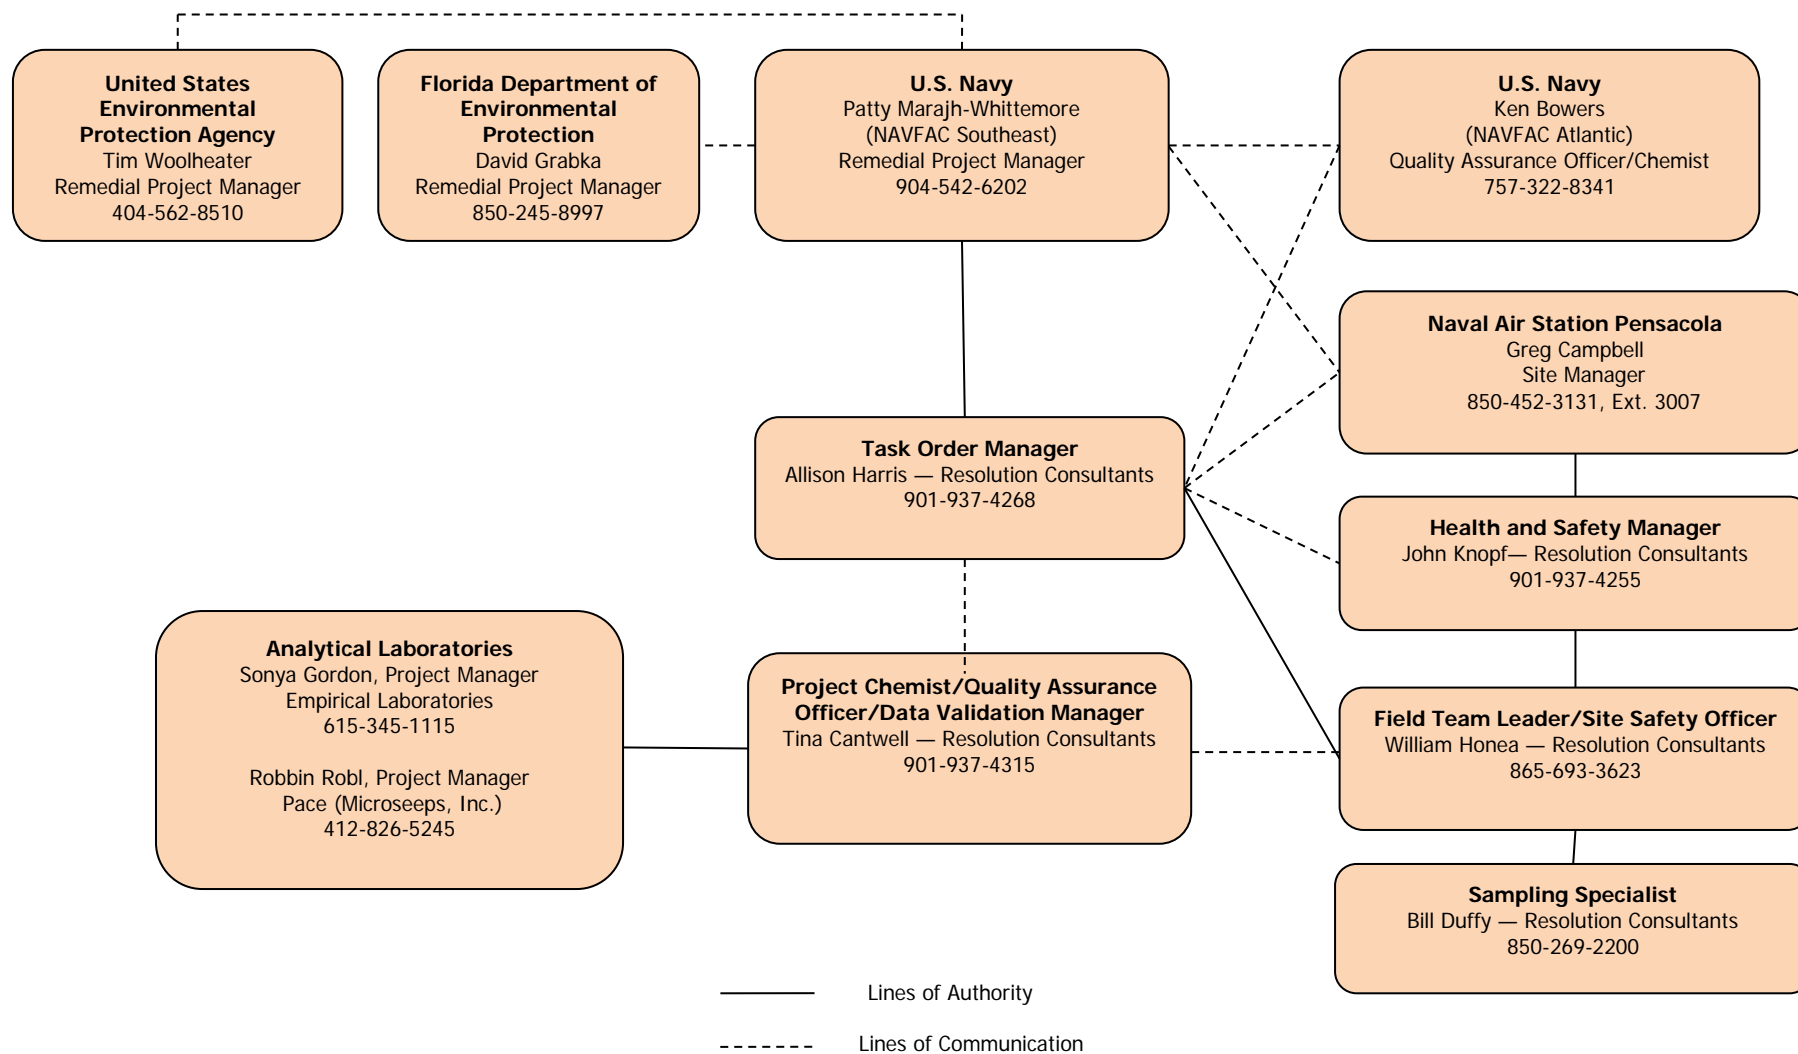 United States
Environmental
Protection Agency
Tim Woolheater
Remedial Project Manager
404-562-8510
Florida Department of
Environmental
Protection
David Grabka
Remedial Project Manager
850-245-8997
U.S. Navy
Patty Marajh-Whittemore
(NAVFAC Southeast)
Remedial Project Manager
904-542-6202
U.S. Navy
Ken Bowers
(NAVFAC Atlantic)
Quality Assurance Officer/Chemist
757-322-8341
Naval Air Station Pensacola
Greg Campbell
Site Manager
850-452-3131, Ext. 3007
Task Order Manager
Allison Harris — Resolution Consultants
901-937-4268
Health and Safety Manager
John Knopf— Resolution Consultants
901-937-4255
Analytical Laboratories
Sonya Gordon, Project Manager
Empirical Laboratories
615-345-1115
Robbin Robl, Project Manager
Pace (Microseeps, Inc.)
412-826-5245
Project Chemist/Quality Assurance
Officer/Data Validation Manager
Tina Cantwell — Resolution Consultants
901-937-4315
Field Team Leader/Site Safety Officer
William Honea — Resolution Consultants
865-693-3623
Sampling Specialist
Bill Duffy — Resolution Consultants
850-269-2200
Lines of Authority
Lines of Communication